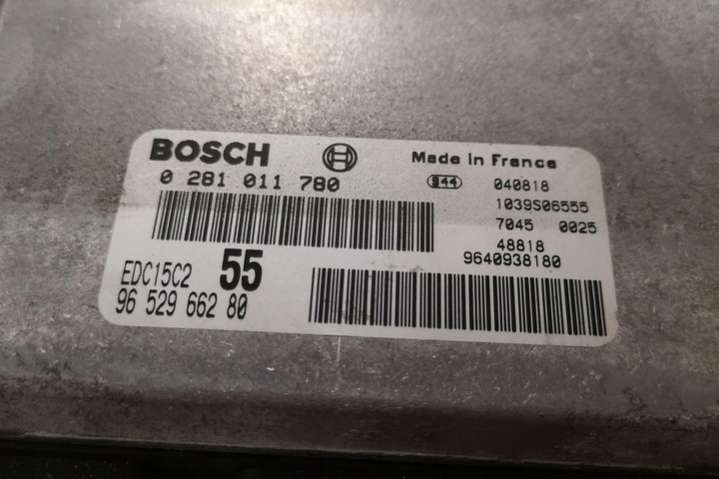 BOSCH
Made in France
0 281 011 780
040818
1039S06555
7045 0025
48818
9640938180
EDC15C2 55
96 529 662 80